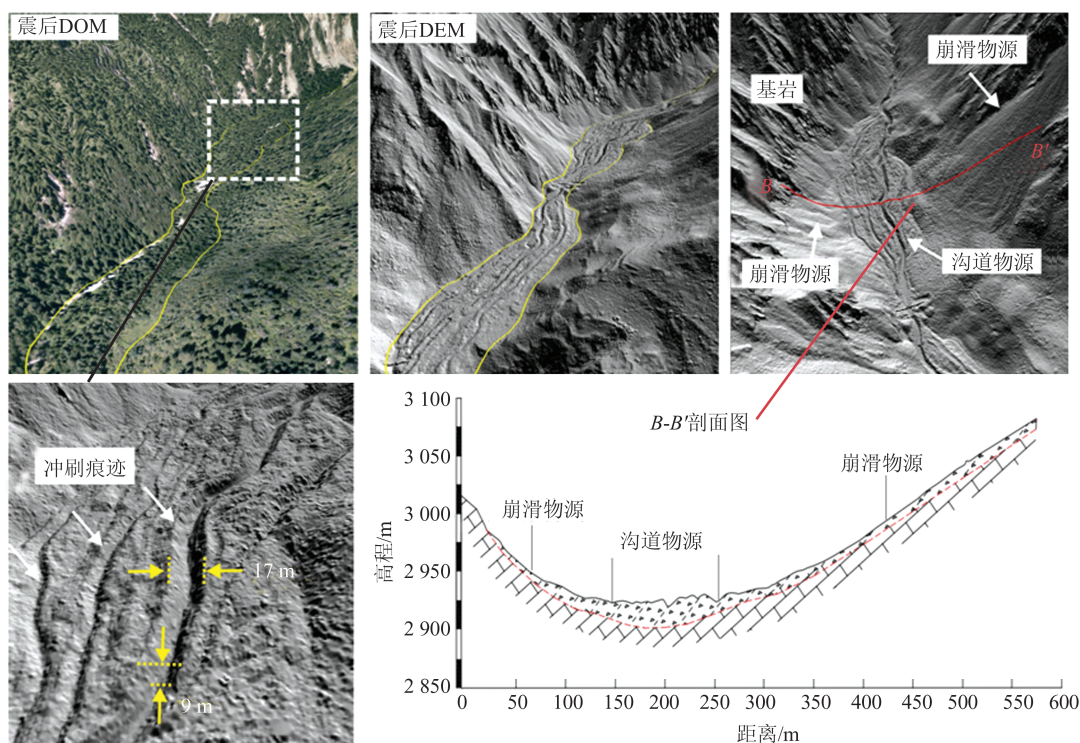 震后DOM
震后DEM
崩滑物源
基岩
B
B′
崩滑物源
沟道物源
冲刷痕迹
17 m
9 m
B-B′剖面图
3 100
3 050
3 000
2 950
2 900
2 850
高程/m
崩滑物源
沟道物源
崩滑物源
0
50
100
150
200
250
300
350
400
450
500
550
600
距离/m